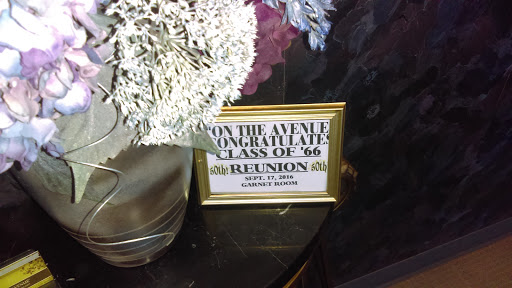 "ON THE AVENUE"
CONGRATULATES
CLASS OF '66
50th! REUNION 50th
SEPT. 17, 2016
GARNET ROOM